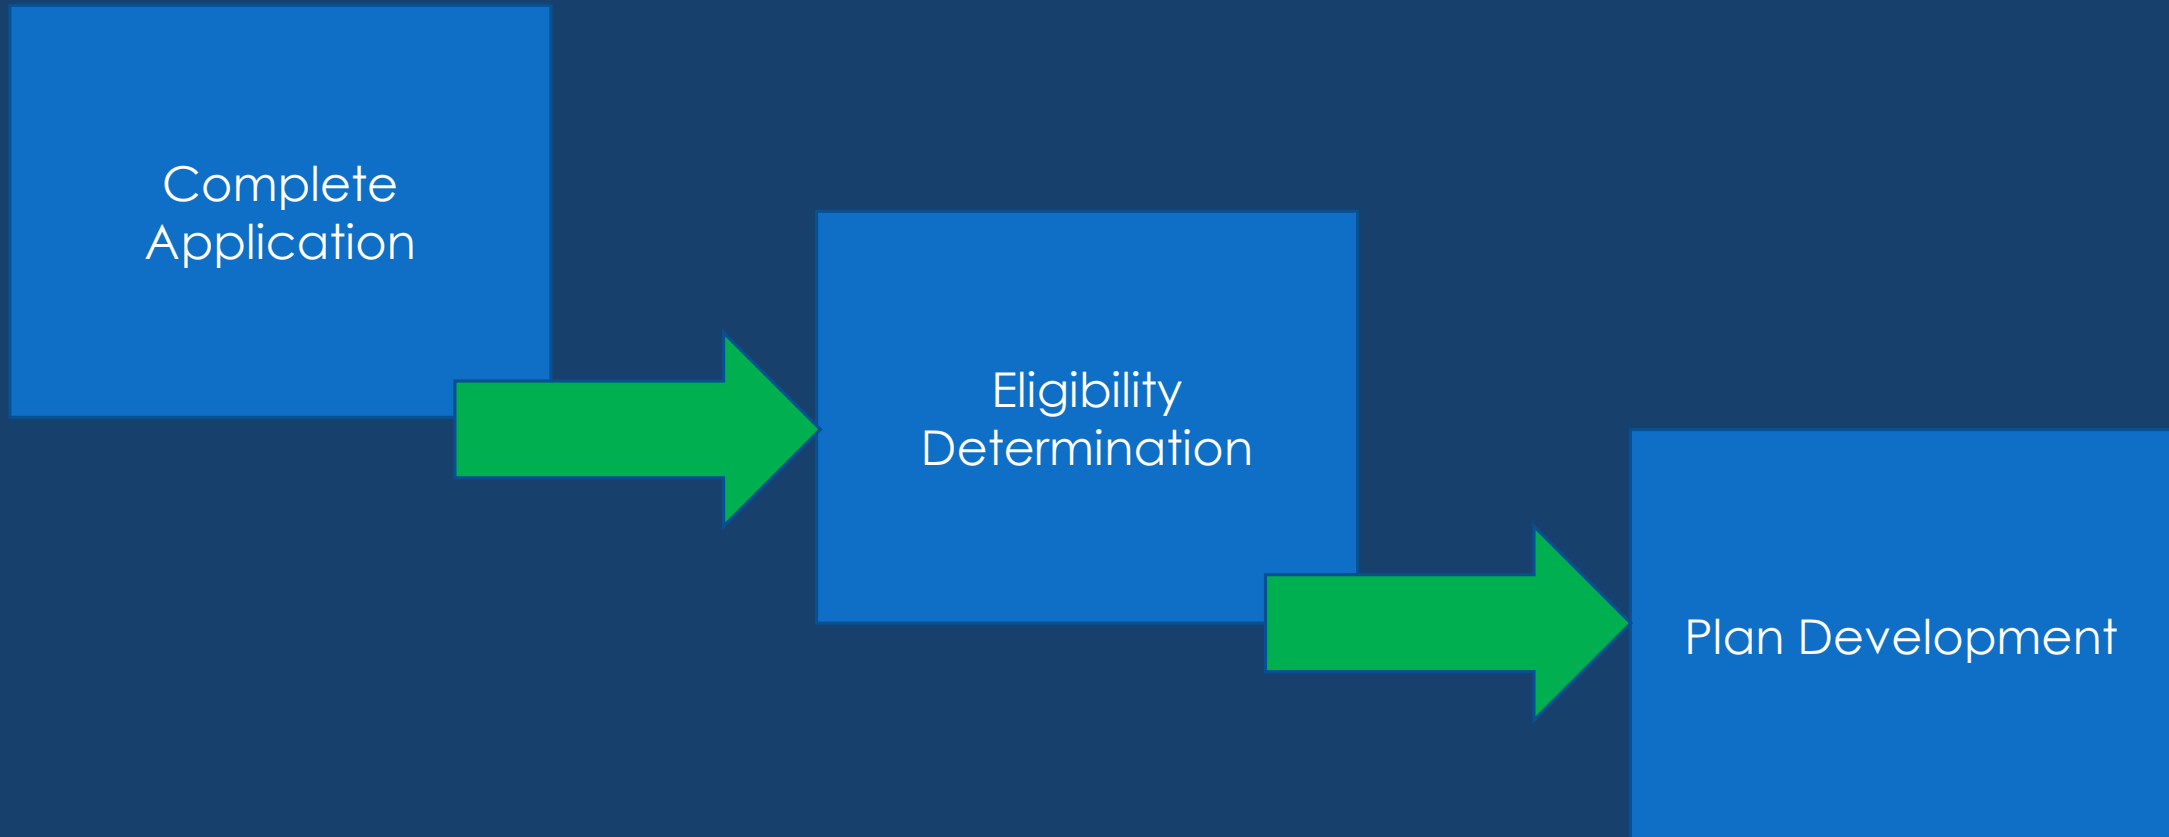 Complete
Application
Eligibility
Determination
Plan Development